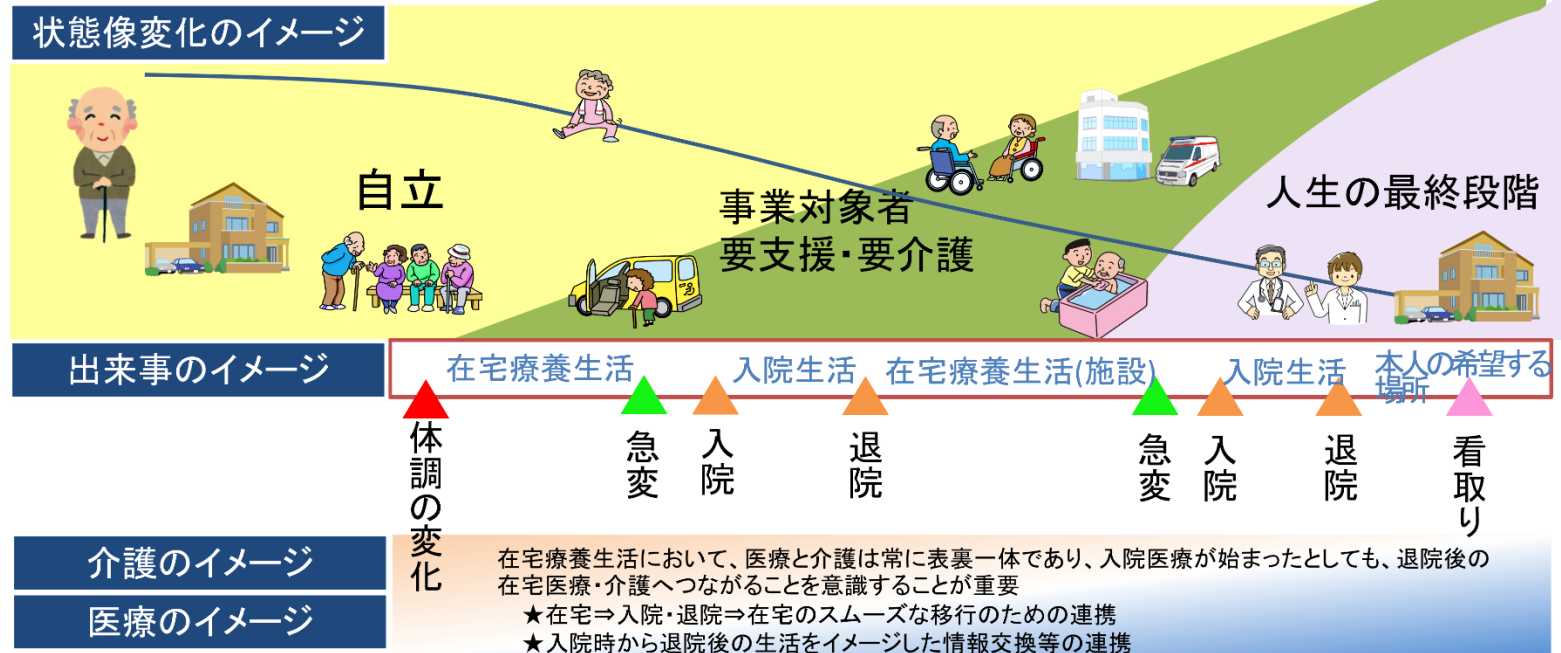 状態像変化のイメージ
自立
事業対象者
要支援・要介護
人生の最終段階
出来事のイメージ
在宅療養生活
入院生活
在宅療養生活(施設)
入院生活
本人の希望する
場所
体調の変化
急変
入院
退院
急変
入院
退院
看取り
介護のイメージ
医療のイメージ
在宅療養生活において、医療と介護は常に表裏一体であり、入院医療が始まったとしても、退院後の
在宅医療・介護へつながることを意識することが重要
★在宅⇒入院・退院⇒在宅のスムーズな移行のための連携
★入院時から退院後の生活をイメージした情報交換等の連携